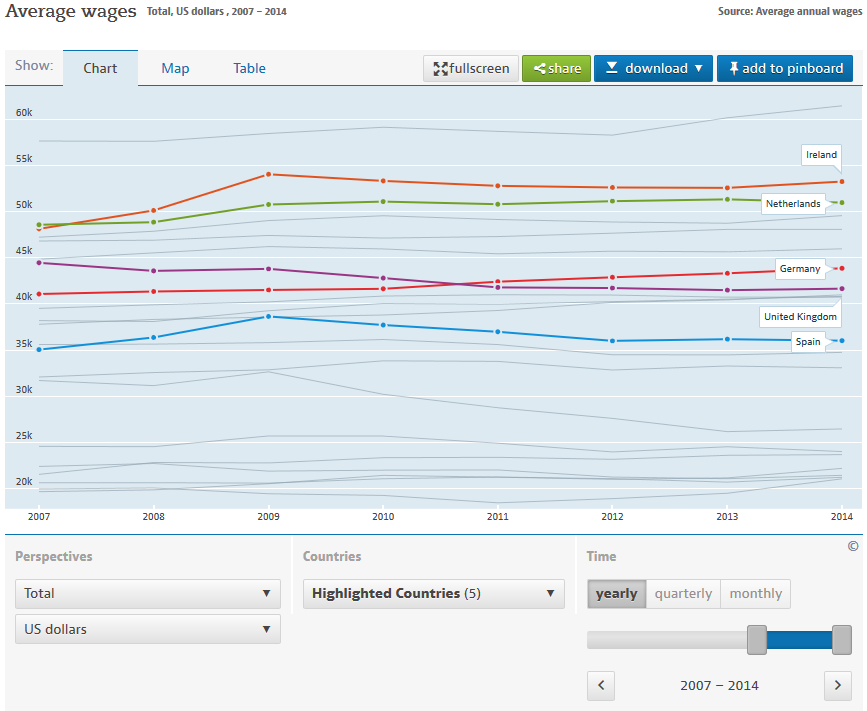 Average wages Total, US dollars , 2007 – 2014 Source: Average annual wages
Show: Chart Map Table fullscreen share download ▼ add to pinboard
60k
55k
Ireland
50k
Netherlands
45k
Germany
40k
United Kingdom
35k
Spain
30k
25k
20k
2007 2008 2009 2010 2011 2012 2013 2014
©
Perspectives Countries Time
Total ▼ Highlighted Countries (5) ▼ yearly quarterly monthly
US dollars ▼
< 2007 – 2014 >